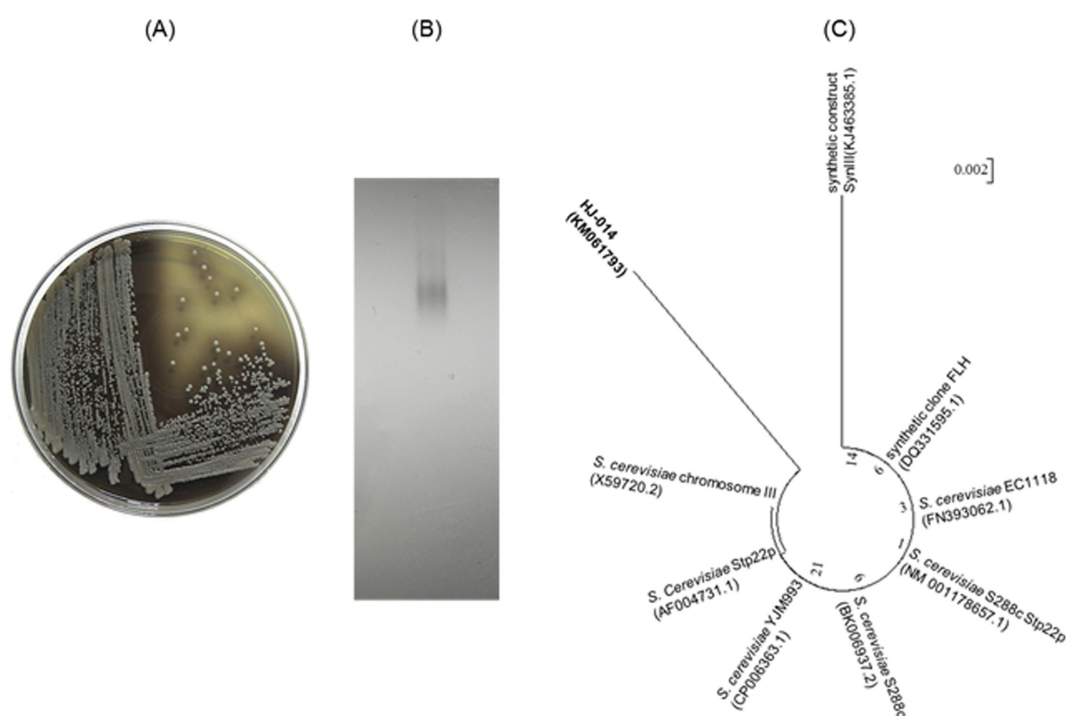 (A)
(B)
(C)
synthetic construct
SynIII(KJ463385.1)
0.002
HJ-014
(KM061793)
synthetic clone FLH
(DQ331595.1)
S. cerevisiae EC1118
(FN393062.1)
S. cerevisiae S288c Stp22p
(NM 001178657.1)
S. cerevisiae S288c
(BK006937.2)
S. cerevisiae YJM993
(CP006363.1)
S. Cerevisiae Stp22p
(AF004731.1)
S. cerevisiae chromosome III
(X59720.2)
14
6
3
1
6
21